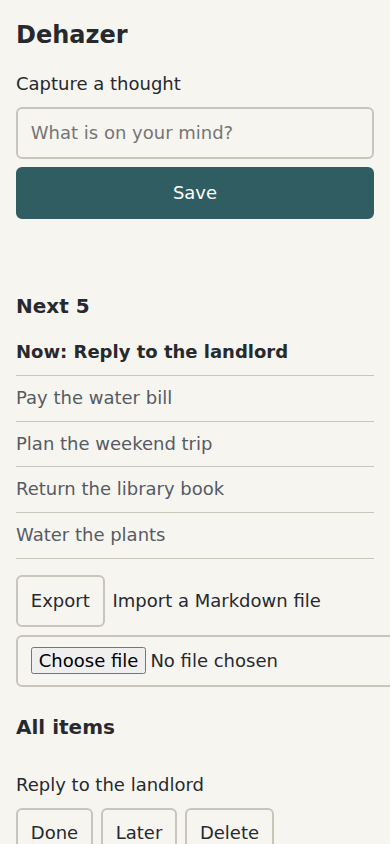 Dehazer
Capture a thought
What is on your mind?
Save
Next 5
Now: Reply to the landlord
Pay the water bill
Plan the weekend trip
Return the library book
Water the plants
Export Import a Markdown file
Choose file No file chosen
All items
Reply to the landlord
Done Later Delete